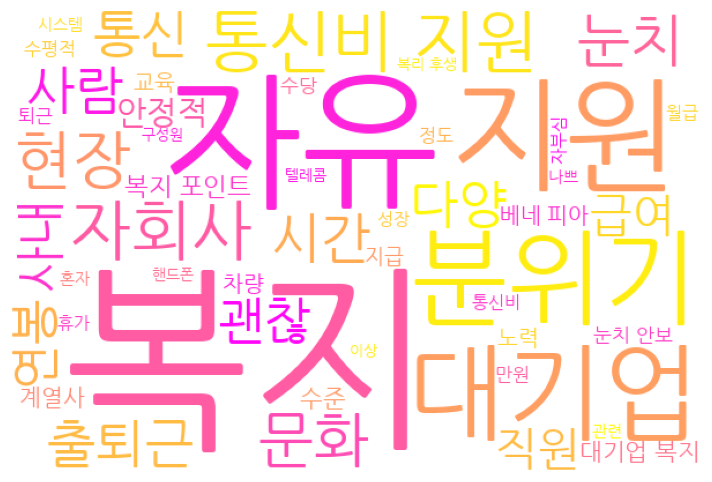 시스템
통신
통신비 지원
눈치
수평적
복리 후생
사람
교육
수당
자유
지원
월급
퇴근
안정적
구성원
정도
자부심
현장
텔레콤
나쁘
복지 포인트
다양
베네 피아
급여
사내
자회사
시간
성장
분위기
지급
혼자
핸드폰
차량
괜찮
통신비
휴가
복지
노력
눈치 안보
연봉
이상
대기업
만원
계열사
수준
출퇴근
문화
직원
관련
대기업 복지